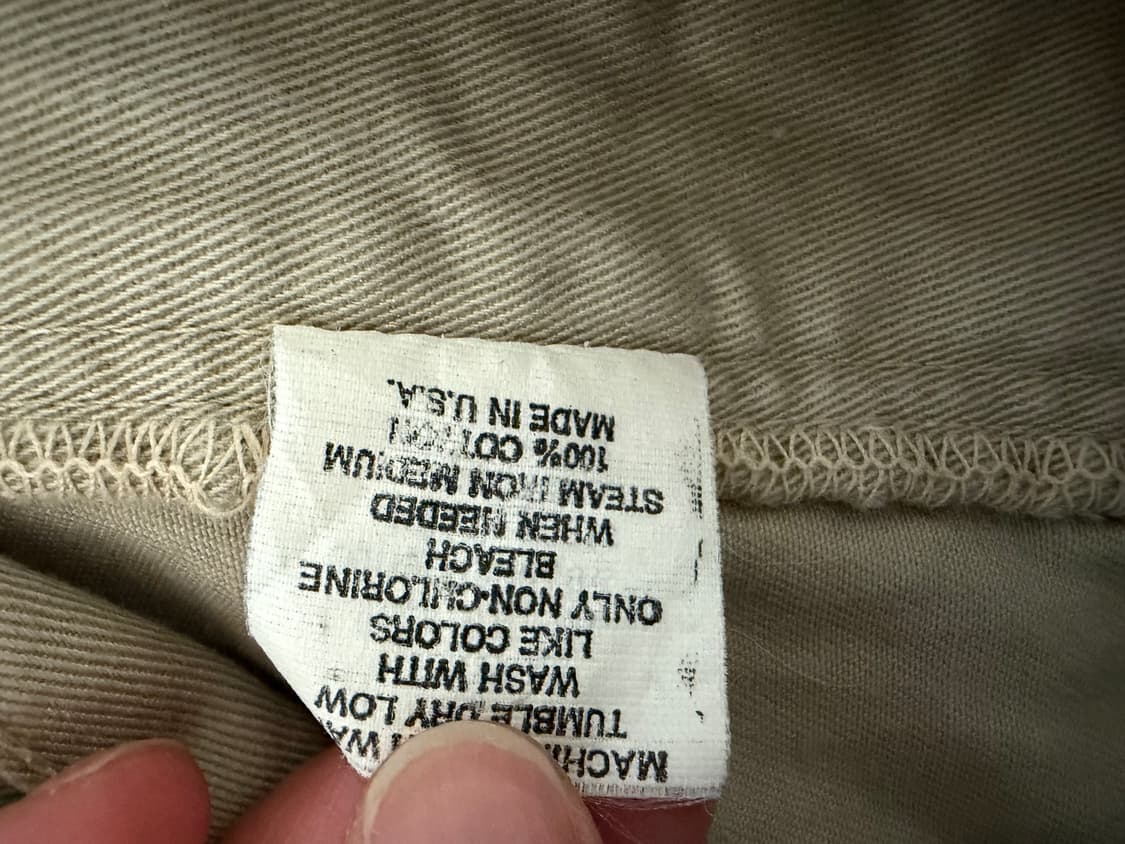 TUMBLE DRY LOW
WASH WITH
LIKE COLORS
ONLY NON-CHLORINE
BLEACH
WHEN NEEDED
STEAM IRON MEDIUM
100% COTTON
MADE IN U.S.A.